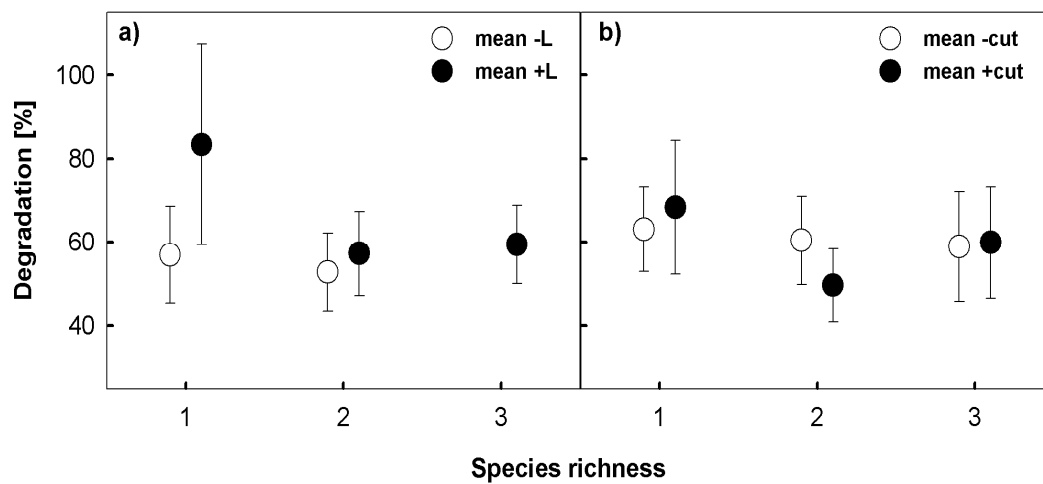 a)
mean -L
mean +L
b)
mean -cut
mean +cut
Degradation [%]
100
80
60
40
1 2 3 1 2 3
Species richness